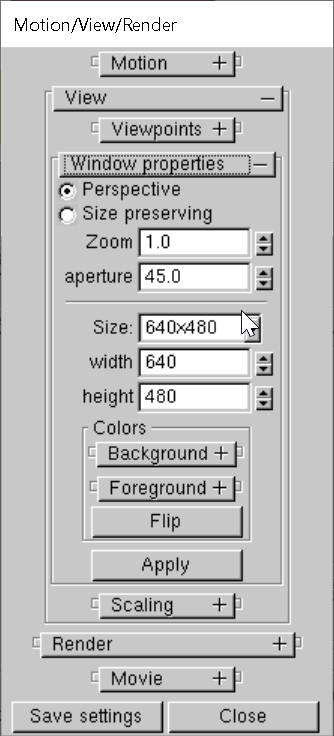 Motion/View/Render
Motion +
View −
Viewpoints +
Window properties −
Perspective
Size preserving
Zoom 1.0
aperture 45.0
Size: 640x480
width 640
height 480
Colors
Background +
Foreground +
Flip
Apply
Scaling +
Render +
Movie +
Save settings Close